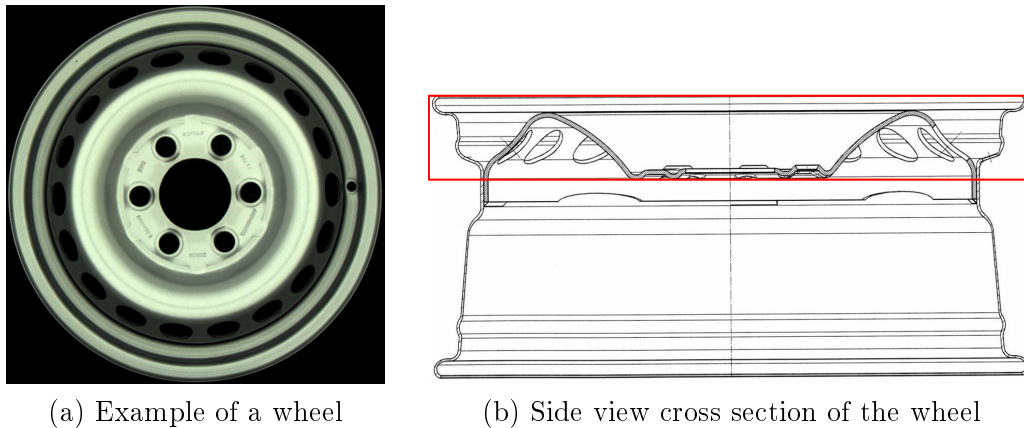 (a) Example of a wheel
(b) Side view cross section of the wheel